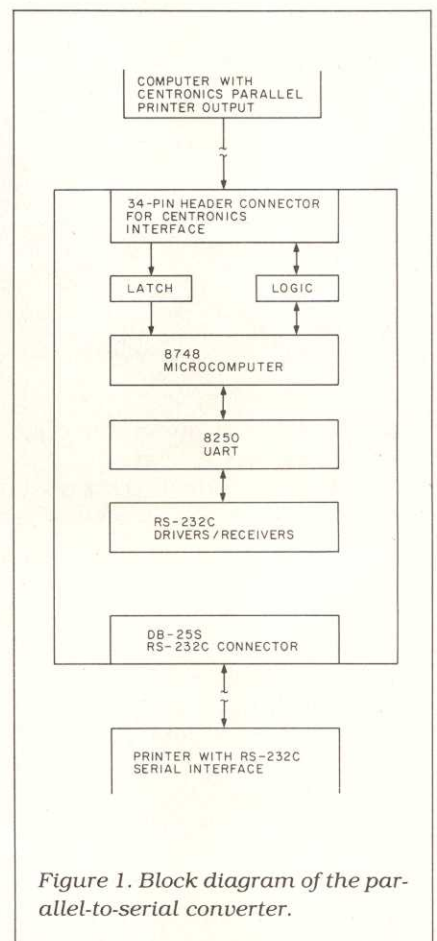 COMPUTER WITH
CENTRONICS PARALLEL
PRINTER OUTPUT
34-PIN HEADER CONNECTOR
FOR CENTRONICS
INTERFACE
LATCH
LOGIC
8748
MICROCOMPUTER
8250
UART
RS-232C
DRIVERS/RECEIVERS
DB-25S
RS-232C CONNECTOR
PRINTER WITH RS-232C
SERIAL INTERFACE
Figure 1. Block diagram of the par-
allel-to-serial converter.